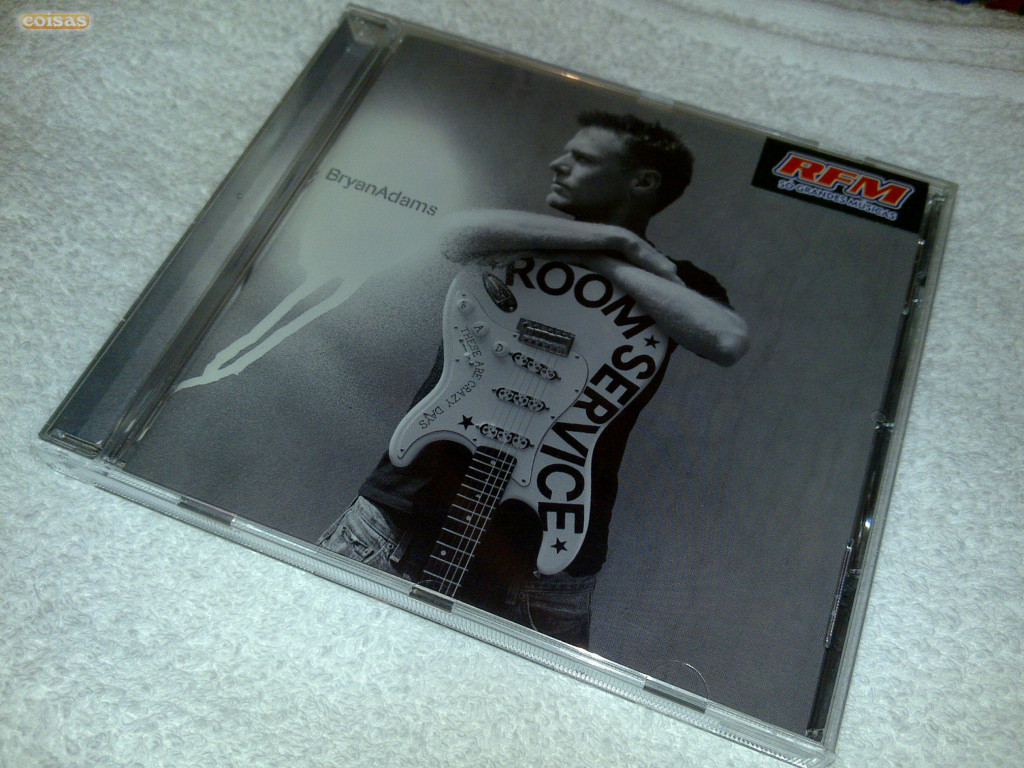 coisas
BryanAdams
RFM
SÓ GRANDES MÚSICAS
ROOM SERVICE
E A D
THESE ARE CRAZY DAYS